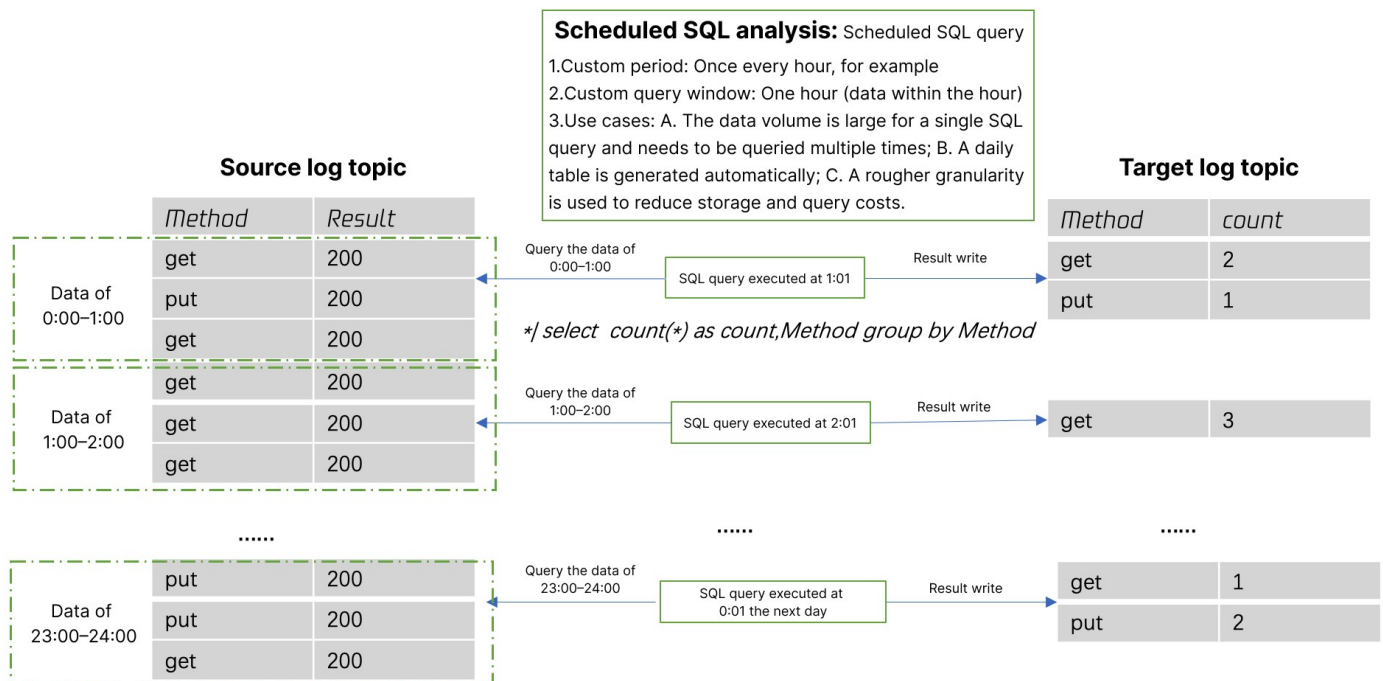 Scheduled SQL analysis: Scheduled SQL query
1.Custom period: Once every hour, for example
2.Custom query window: One hour (data within the hour)
3.Use cases: A. The data volume is large for a single SQL
query and needs to be queried multiple times; B. A daily
table is generated automatically; C. A rougher granularity
is used to reduce storage and query costs.
Source log topic
Target log topic
Method Result
Method count
Data of
0:00–1:00
get 200
put 200
get 200
Query the data of
0:00–1:00
SQL query executed at 1:01
Result write
get 2
put 1
*| select count(*) as count,Method group by Method
Data of
1:00–2:00
get 200
get 200
get 200
Query the data of
1:00–2:00
SQL query executed at 2:01
Result write
get 3
......
......
......
Data of
23:00–24:00
put 200
put 200
get 200
Query the data of
23:00–24:00
SQL query executed at
0:01 the next day
Result write
get 1
put 2